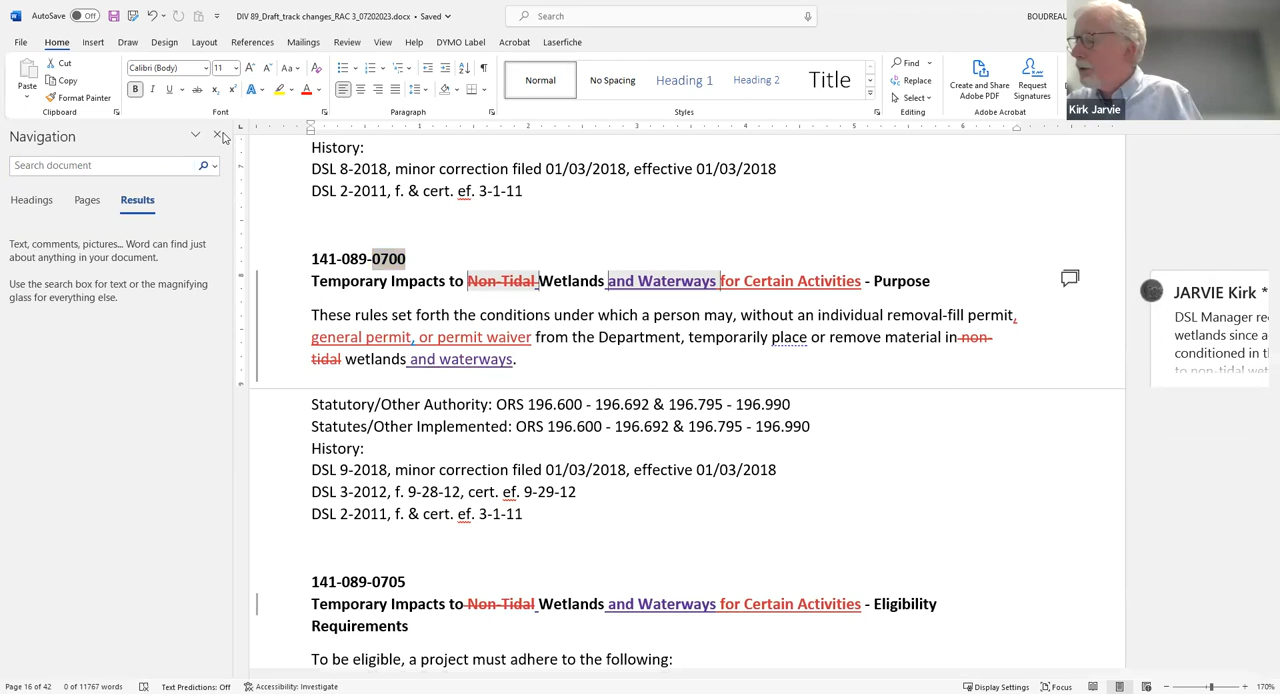 AutoSave Off DIV 89_Draft_track changes_RAC 3_07202023.docx • Saved Search BOUDREAU
File Home Insert Draw Design Layout References Mailings Review View Help DYMO Label Acrobat Laserfiche
Paste Cut Copy Format Painter Clipboard
Calibri (Body) 11 Font
Paragraph
Normal No Spacing Heading 1 Heading 2 Title Styles
Find Replace Select Editing
Create and Share Adobe PDF Request Signatures Adobe Acrobat
Kirk Jarvie
Navigation
Search document
Headings Pages Results
Text, comments, pictures... Word can find just
about anything in your document.
Use the search box for text or the magnifying
glass for everything else.
History:
DSL 8-2018, minor correction filed 01/03/2018, effective 01/03/2018
DSL 2-2011, f. & cert. ef. 3-1-11
141-089-0700
Temporary Impacts to Non-Tidal Wetlands and Waterways for Certain Activities - Purpose
These rules set forth the conditions under which a person may, without an individual removal-fill permit,
general permit, or permit waiver from the Department, temporarily place or remove material in non-
tidal wetlands and waterways.
Statutory/Other Authority: ORS 196.600 - 196.692 & 196.795 - 196.990
Statutes/Other Implemented: ORS 196.600 - 196.692 & 196.795 - 196.990
History:
DSL 9-2018, minor correction filed 01/03/2018, effective 01/03/2018
DSL 3-2012, f. 9-28-12, cert. ef. 9-29-12
DSL 2-2011, f. & cert. ef. 3-1-11
141-089-0705
Temporary Impacts to Non-Tidal Wetlands and Waterways for Certain Activities - Eligibility
Requirements
To be eligible, a project must adhere to the following:
JARVIE Kirk *
DSL Manager re
wetlands since a
conditioned in th
to non-tidal wet
Page 16 of 42 0 of 11767 words Text Predictions: Off Accessibility: Investigate Display Settings Focus 170%